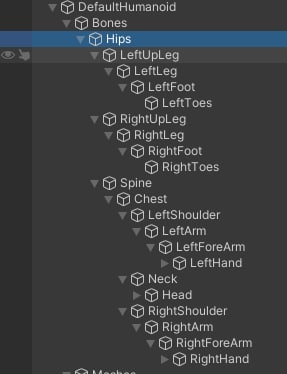 DefaultHumanoid
Bones
Hips
LeftUpLeg
LeftLeg
LeftFoot
LeftToes
RightUpLeg
RightLeg
RightFoot
RightToes
Spine
Chest
LeftShoulder
LeftArm
LeftForeArm
LeftHand
Neck
Head
RightShoulder
RightArm
RightForeArm
RightHand